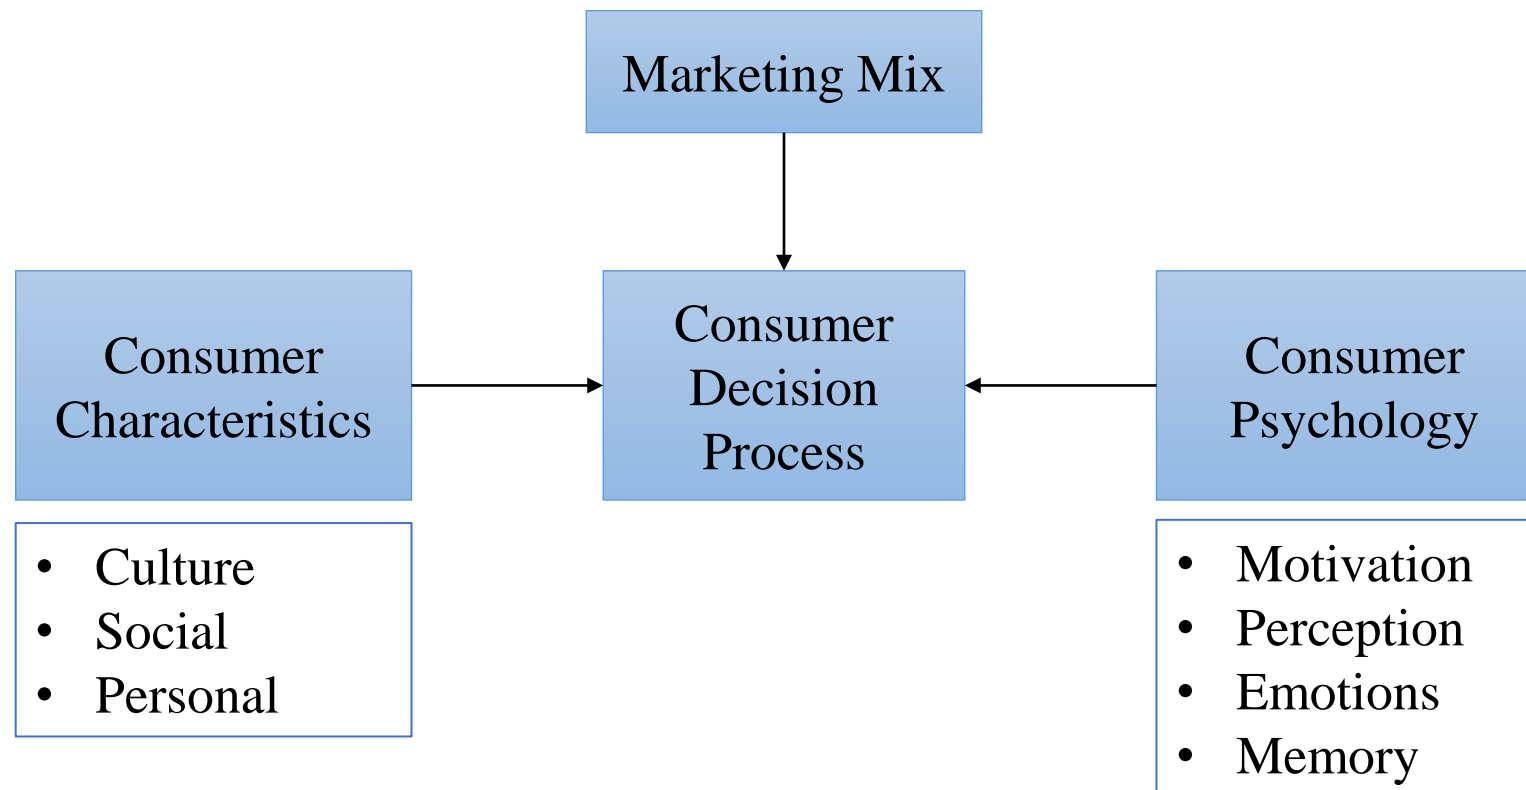 Marketing Mix
Consumer
Characteristics
Consumer
Decision
Process
Consumer
Psychology
• Culture
• Social
• Personal
• Motivation
• Perception
• Emotions
• Memory